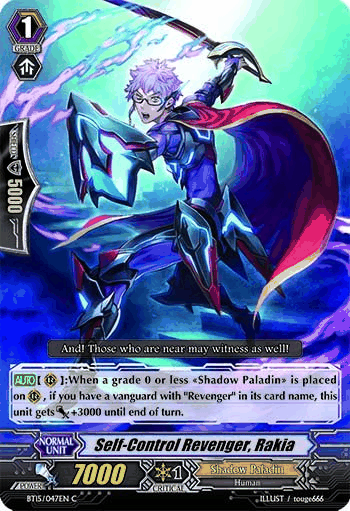 1
GRADE
SHIELD
5000
And! Those who are near may witness as well!
AUTO [ ]:When a grade 0 or less «Shadow Paladin» is placed
on , if you have a vanguard with "Revenger" in its card name, this
unit gets +3000 until end of turn.
NORMAL
UNIT
Self-Control Revenger, Rakia
POWER
7000
1
CRITICAL
Shadow Paladin
Human
BT15/047EN C
ILLUST / touge666